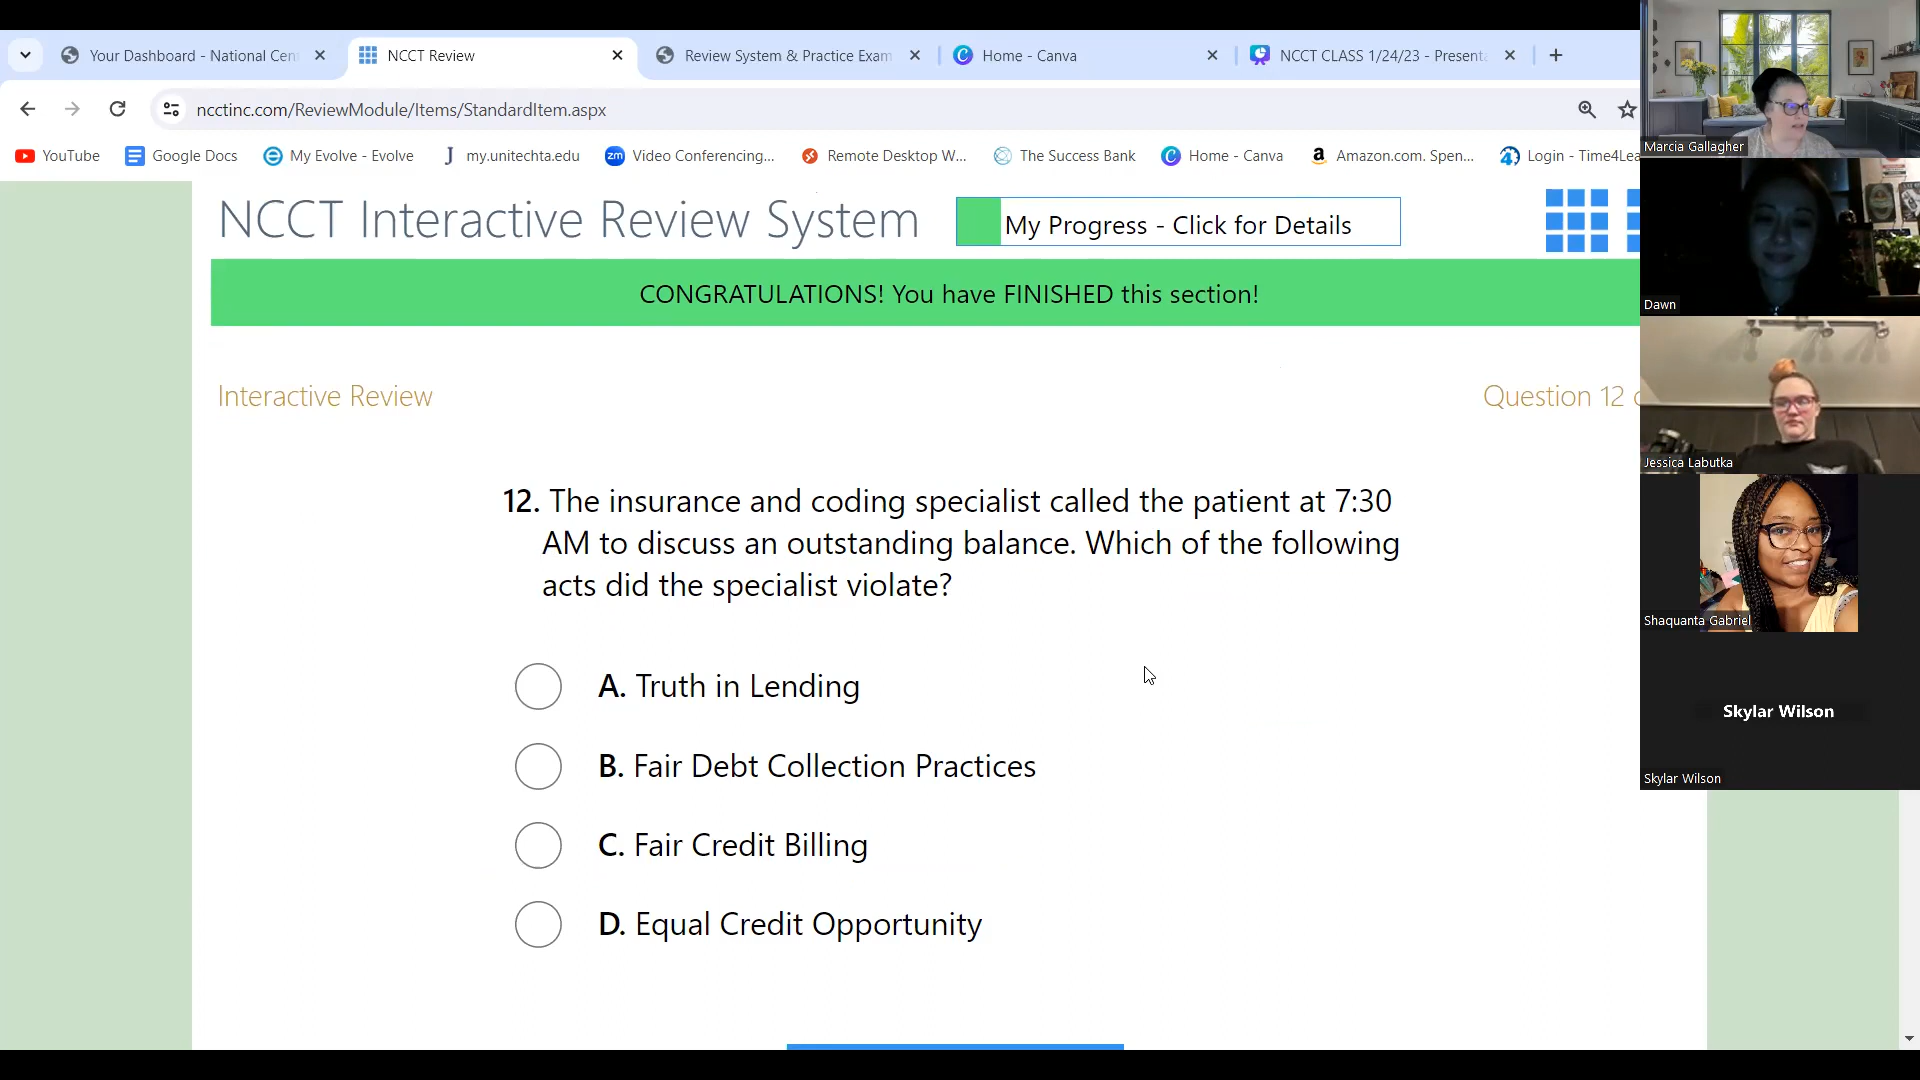 Your Dashboard - National Cen
NCCT Review
Review System & Practice Exam
Home - Canva
NCCT CLASS 1/24/23 - Presenta
ncctinc.com/ReviewModule/Items/StandardItem.aspx
YouTube
Google Docs
My Evolve - Evolve
my.unitechta.edu
zm
Video Conferencing...
Remote Desktop W...
The Success Bank
Home - Canva
Amazon.com. Spen...
Login - Time4Lea
NCCT Interactive Review System
My Progress - Click for Details
CONGRATULATIONS! You have FINISHED this section!
Interactive Review
Question 12
12. The insurance and coding specialist called the patient at 7:30
AM to discuss an outstanding balance. Which of the following
acts did the specialist violate?
A. Truth in Lending
B. Fair Debt Collection Practices
C. Fair Credit Billing
D. Equal Credit Opportunity
Marcia Gallagher
Dawn
Jessica Labutka
Shaquanta Gabriel
Skylar Wilson
Skylar Wilson